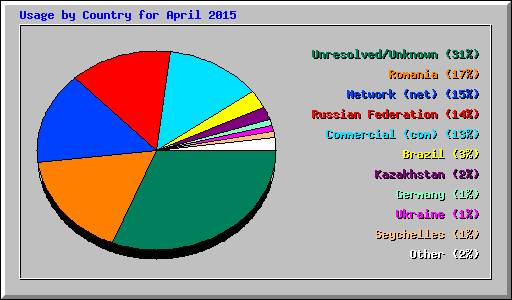 Usage by Country for April 2015
Unresolved/Unknown (31%)
Romania (17%)
Network (net) (15%)
Russian Federation (14%)
Commercial (com) (13%)
Brazil (3%)
Kazakhstan (2%)
Germany (1%)
Ukraine (1%)
Seychelles (1%)
Other (2%)